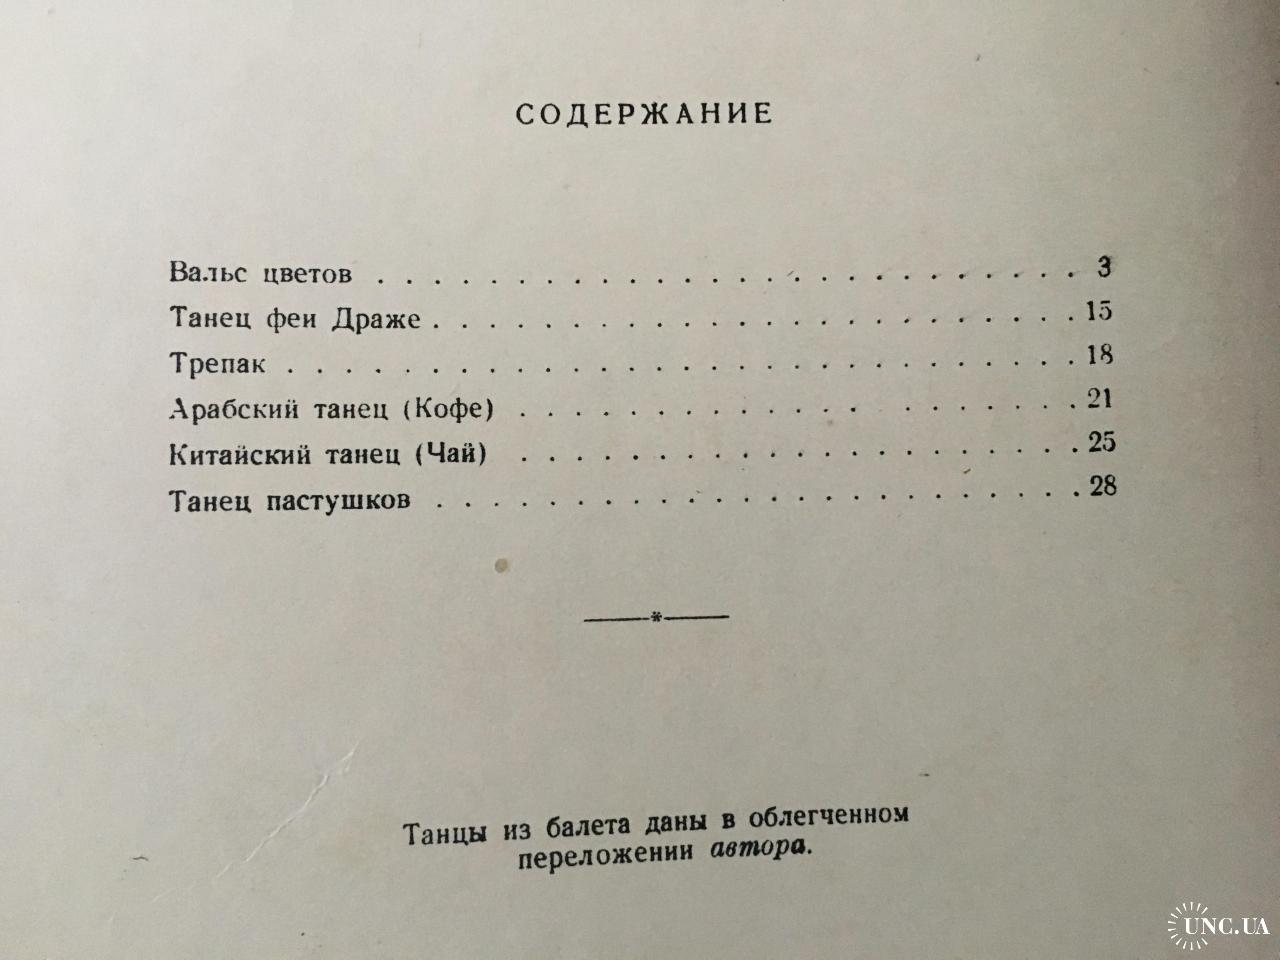 СОДЕРЖАНИЕ
Вальс цветов . . . . . . . . . . . . . . . . . . . . . . . . . 3
Танец феи Драже . . . . . . . . . . . . . . . . . . . . . . . 15
Трепак . . . . . . . . . . . . . . . . . . . . . . . . . . . . 18
Арабский танец (Кофе) . . . . . . . . . . . . . . . . . . . . 21
Китайский танец (Чай) . . . . . . . . . . . . . . . . . . . . 25
Танец пастушков . . . . . . . . . . . . . . . . . . . . . . . 28
*
Танцы из балета даны в облегченном
переложении автора.
UNC.UA